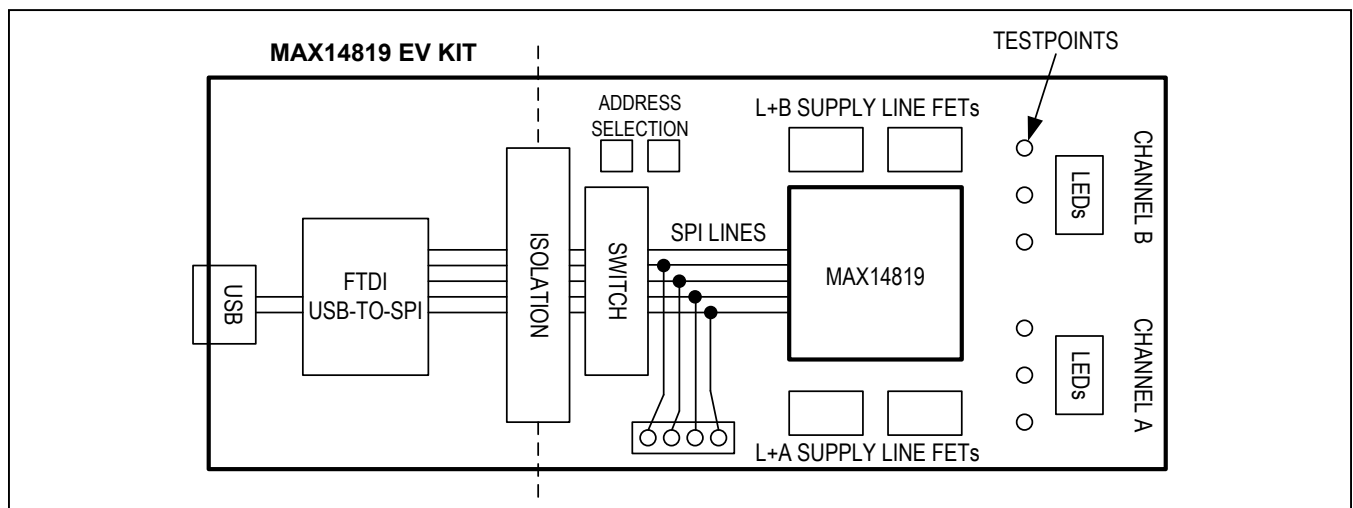 MAX14819 EV KIT
TESTPOINTS
ADDRESS
SELECTION
L+B SUPPLY LINE FETs
CHANNEL B
LEDs
USB
FTDI
USB-TO-SPI
ISOLATION
SWITCH
SPI LINES
MAX14819
LEDs
CHANNEL A
L+A SUPPLY LINE FETs